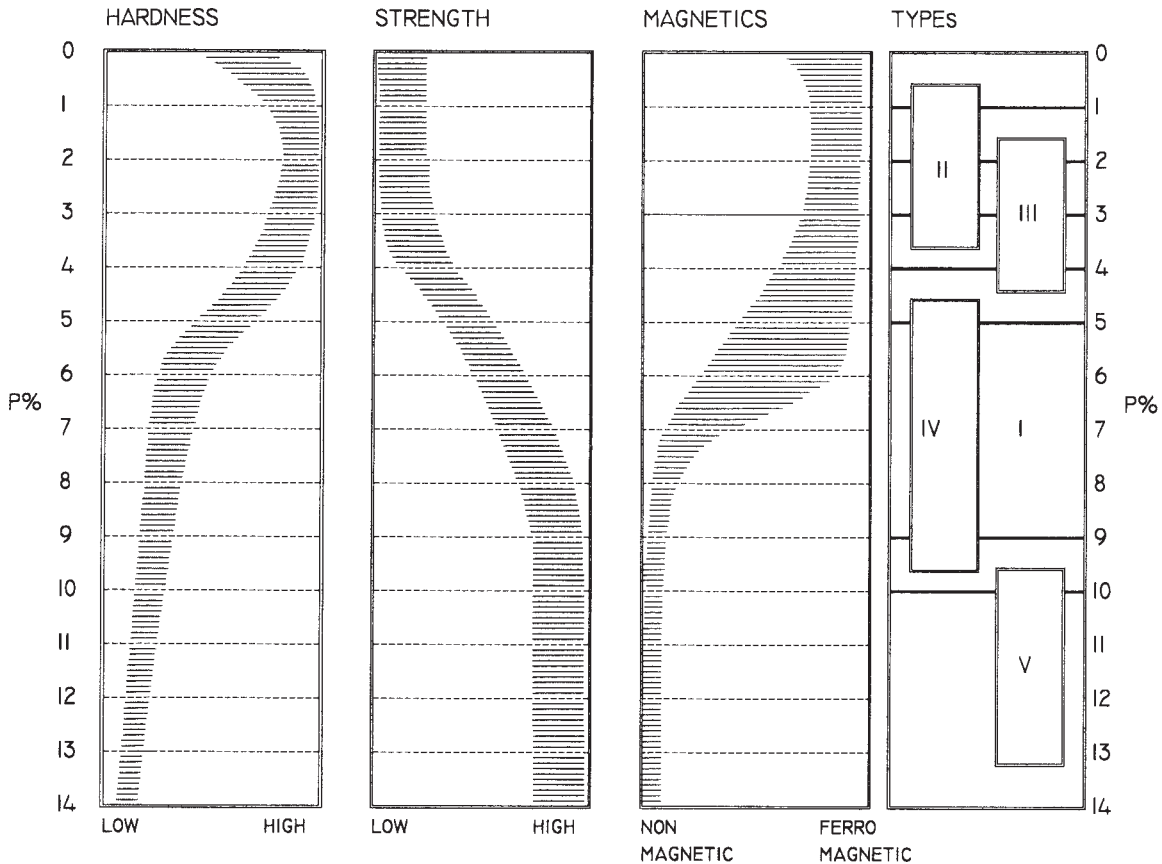 HARDNESS STRENGTH MAGNETICS TYPEs
0 0
1 1
2 II 2
3 III 3
4 4
5 5
6 6
P% P%
7 IV I 7
8 8
9 9
10 10
11 V 11
12 12
13 13
14 14
LOW HIGH LOW HIGH NON FERRO
MAGNETIC MAGNETIC